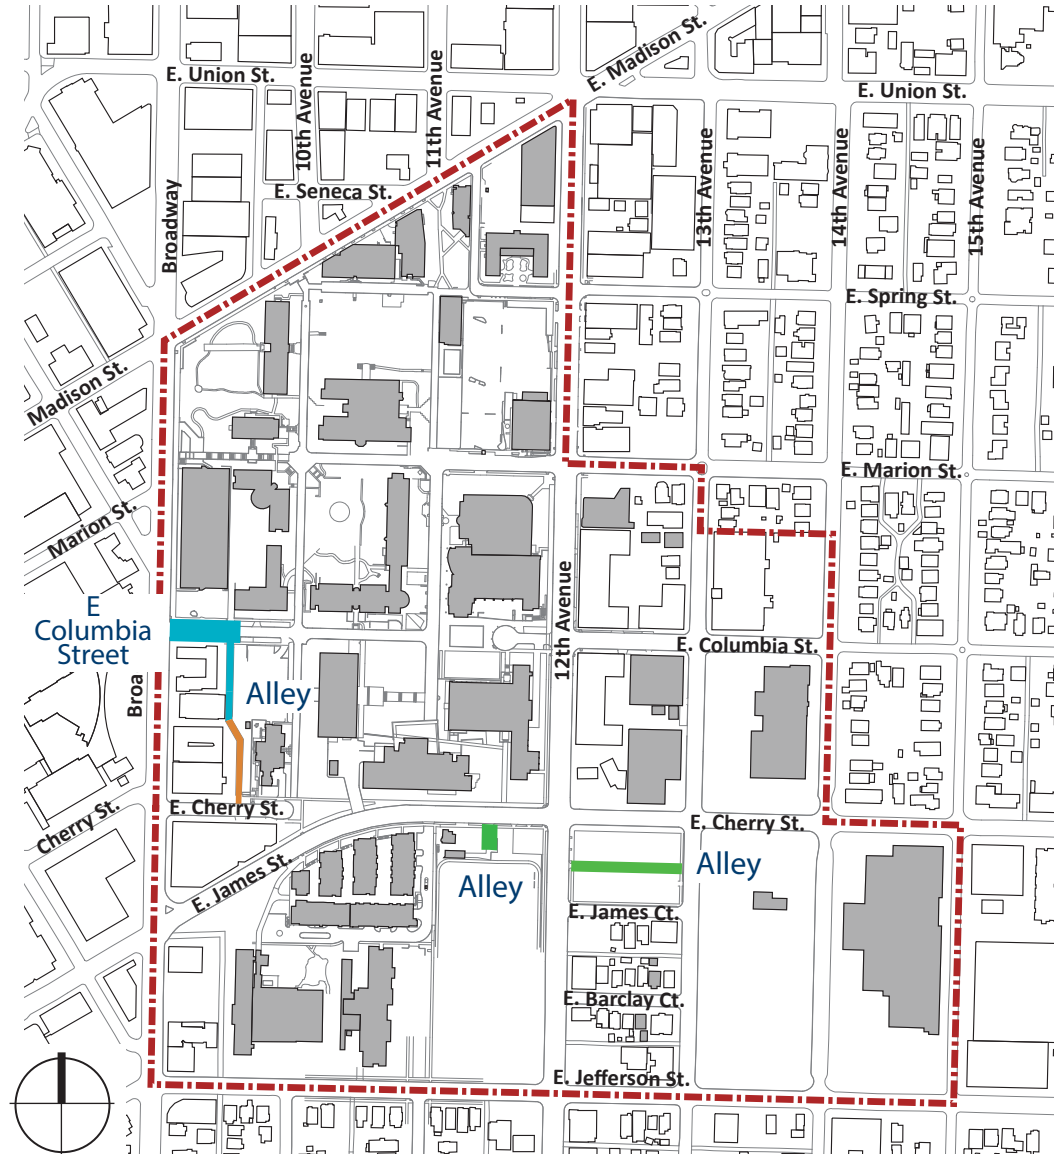 E. Madison St.
E. Union St.
E. Union St.
10th Avenue
11th Avenue
13th Avenue
14th Avenue
15th Avenue
E. Seneca St.
Broadway
E. Spring St.
Madison St.
E. Marion St.
Marion St.
E
Columbia
Street
12th Avenue
E. Columbia St.
Broa
Alley
E. Cherry St.
Cherry St.
E. Cherry St.
E. James St.
Alley
Alley
E. James Ct.
E. Barclay Ct.
E. Jefferson St.